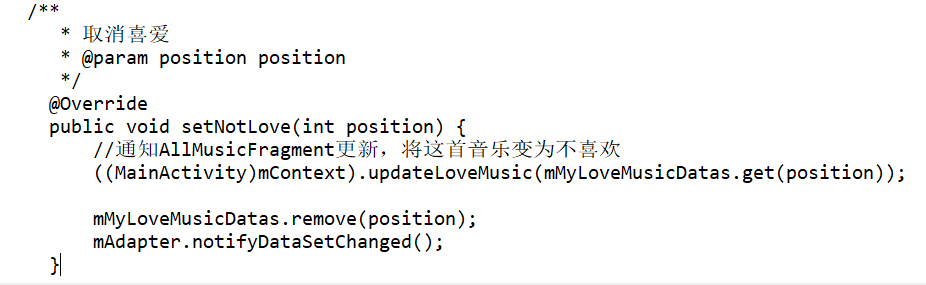 /**
* 取消喜爱
* @param position position
*/
@Override
public void setNotLove(int position) {
//通知AllMusicFragment更新，将这首音乐变为不喜欢
((MainActivity)mContext).updateLoveMusic(mMyLoveMusicDatas.get(position));
mMyLoveMusicDatas.remove(position);
mAdapter.notifyDataSetChanged();
}